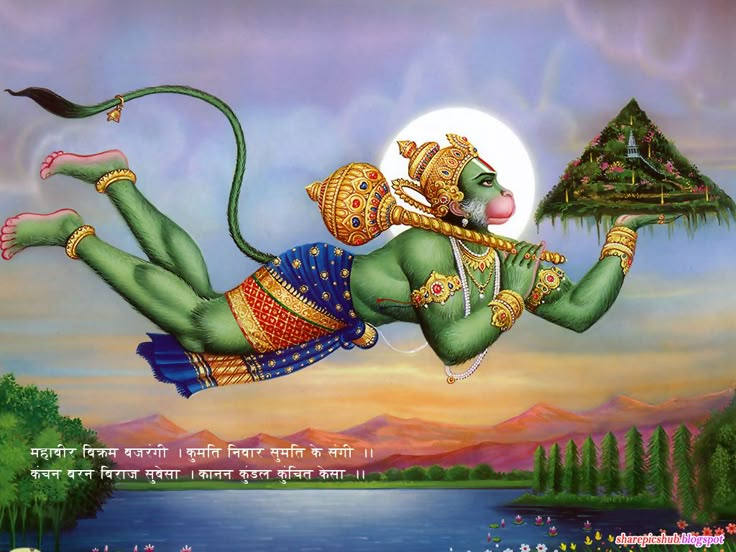 महाबीर बिक्रम बजरंगी । कुमति निवार सुमति के संगी ।।
कंचन बरन बिराज सुबेसा । कानन कुंडल कुंचित केसा ।।
sharepicshub.blogspot